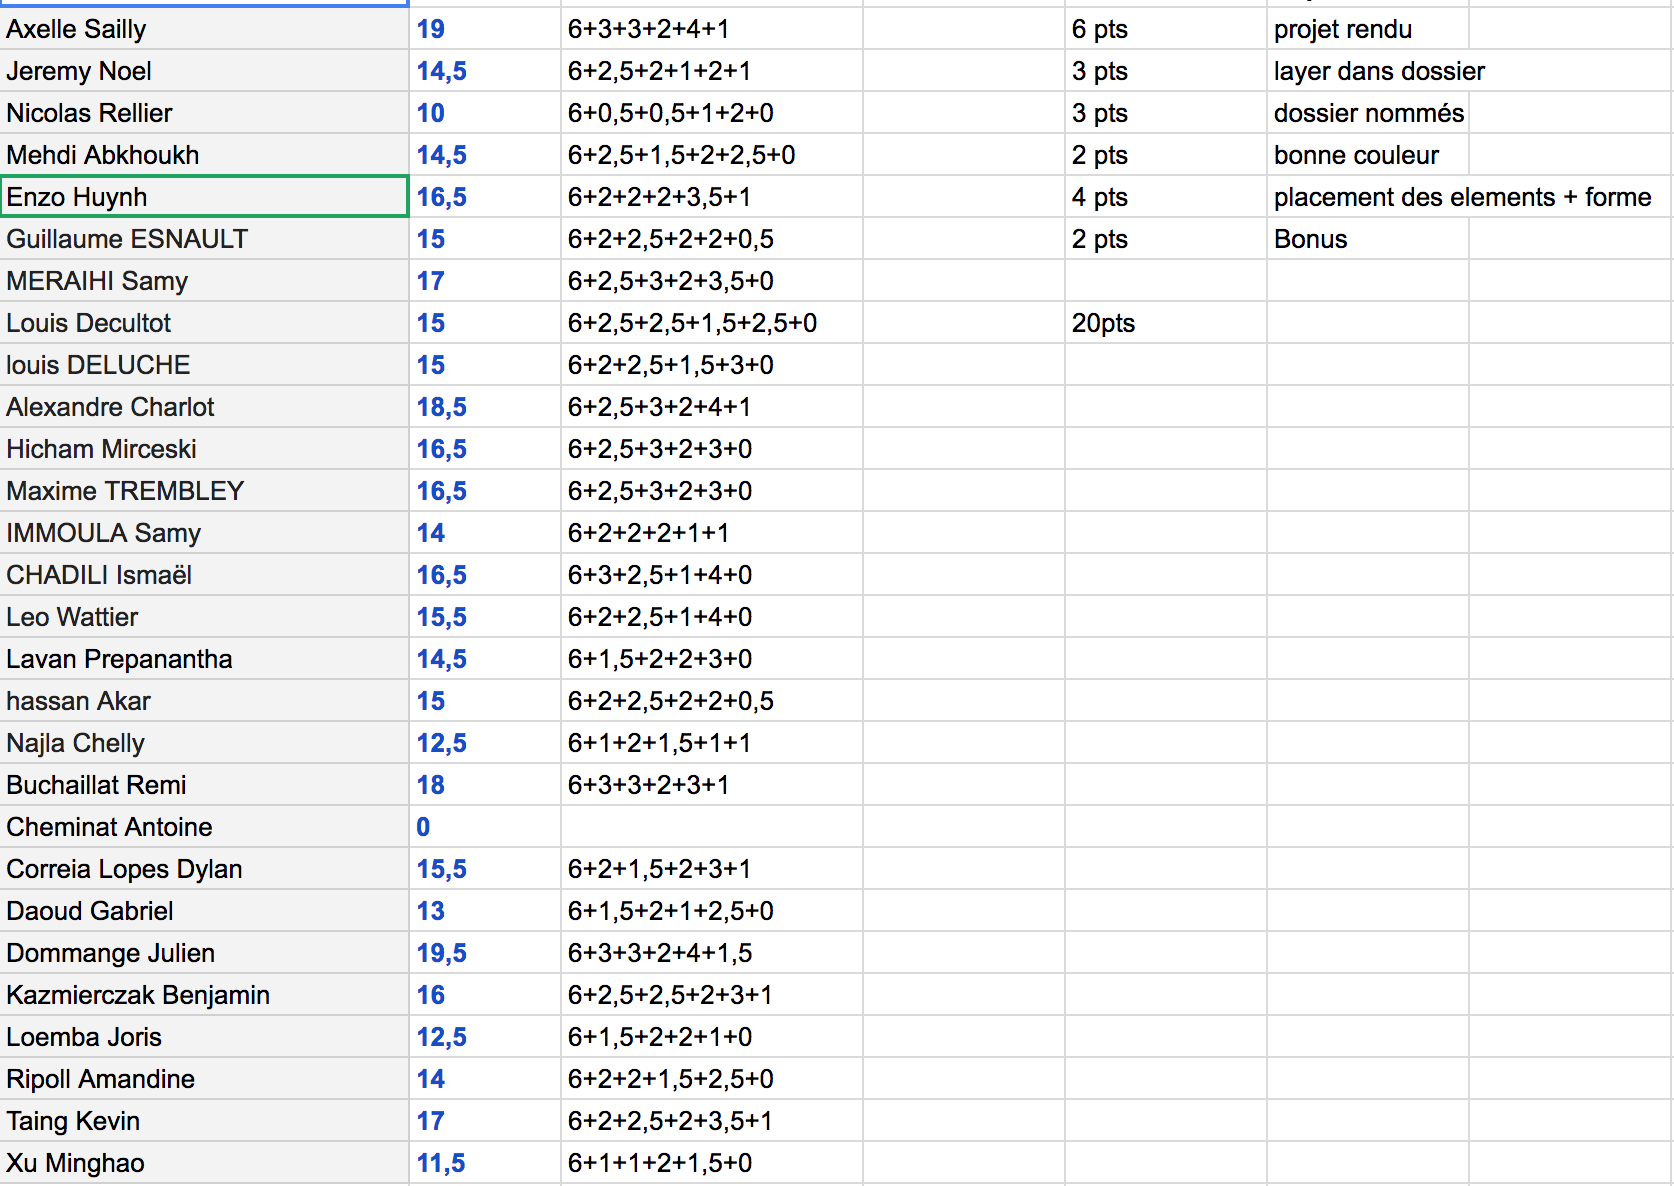 Axelle Sailly 19 6+3+3+2+4+1 6 pts projet rendu
Jeremy Noel 14,5 6+2,5+2+1+2+1 3 pts layer dans dossier
Nicolas Rellier 10 6+0,5+0,5+1+2+0 3 pts dossier nommés
Mehdi Abkhoukh 14,5 6+2,5+1,5+2+2,5+0 2 pts bonne couleur
Enzo Huynh 16,5 6+2+2+2+3,5+1 4 pts placement des elements + forme
Guillaume ESNAULT 15 6+2+2,5+2+2+0,5 2 pts Bonus
MERAIHI Samy 17 6+2,5+3+2+3,5+0
Louis Decultot 15 6+2,5+2,5+1,5+2,5+0 20pts
louis DELUCHE 15 6+2+2,5+1,5+3+0
Alexandre Charlot 18,5 6+2,5+3+2+4+1
Hicham Mirceski 16,5 6+2,5+3+2+3+0
Maxime TREMBLEY 16,5 6+2,5+3+2+3+0
IMMOULA Samy 14 6+2+2+2+1+1
CHADILI Ismaël 16,5 6+3+2,5+1+4+0
Leo Wattier 15,5 6+2+2,5+1+4+0
Lavan Prepanantha 14,5 6+1,5+2+2+3+0
hassan Akar 15 6+2+2,5+2+2+0,5
Najla Chelly 12,5 6+1+2+1,5+1+1
Buchaillat Remi 18 6+3+3+2+3+1
Cheminat Antoine 0
Correia Lopes Dylan 15,5 6+2+1,5+2+3+1
Daoud Gabriel 13 6+1,5+2+1+2,5+0
Dommange Julien 19,5 6+3+3+2+4+1,5
Kazmierczak Benjamin 16 6+2,5+2,5+2+3+1
Loemba Joris 12,5 6+1,5+2+2+1+0
Ripoll Amandine 14 6+2+2+1,5+2,5+0
Taing Kevin 17 6+2+2,5+2+3,5+1
Xu Minghao 11,5 6+1+1+2+1,5+0